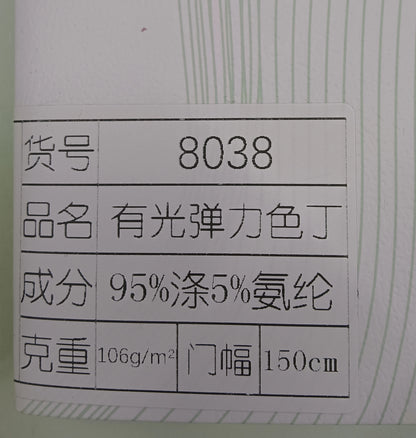 货号 8038
品名 有光弹力色丁
成分 95%涤5%氨纶
克重 106g/m² 门幅 150cm